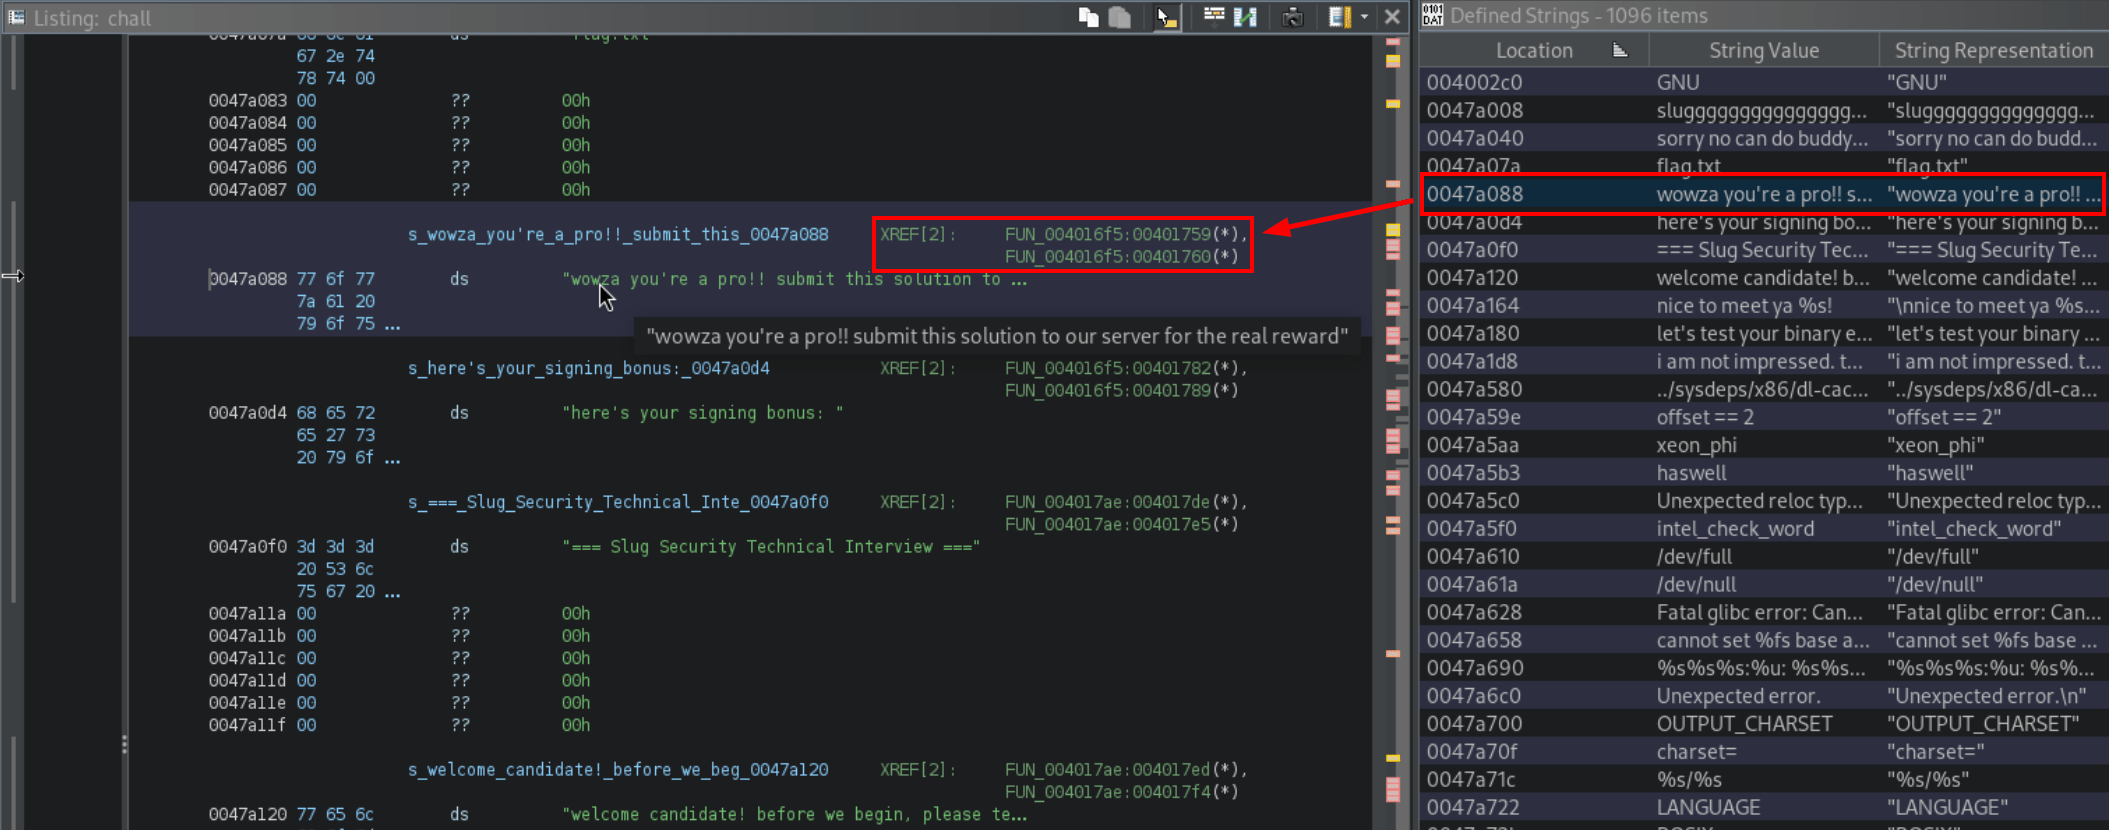 Listing: chall
67 2e 74
78 74 00
0047a083 00 ?? 00h
0047a084 00 ?? 00h
0047a085 00 ?? 00h
0047a086 00 ?? 00h
0047a087 00 ?? 00h
s_wowza_you're_a_pro!!_submit_this_0047a088 XREF[2]: FUN_004016f5:00401759(*),
FUN_004016f5:00401760(*)
0047a088 77 6f 77 ds "wowza you're a pro!! submit this solution to ...
7a 61 20
79 6f 75 ...
"wowza you're a pro!! submit this solution to our server for the real reward"
s_here's_your_signing_bonus:_0047a0d4 XREF[2]: FUN_004016f5:00401782(*),
FUN_004016f5:00401789(*)
0047a0d4 68 65 72 ds "here's your signing bonus: "
65 27 73
20 79 6f ...
s_===_Slug_Security_Technical_Inte_0047a0f0 XREF[2]: FUN_004017ae:004017de(*),
FUN_004017ae:004017e5(*)
0047a0f0 3d 3d 3d ds "=== Slug Security Technical Interview ==="
20 53 6c
75 67 20 ...
0047a11a 00 ?? 00h
0047a11b 00 ?? 00h
0047a11c 00 ?? 00h
0047a11d 00 ?? 00h
0047a11e 00 ?? 00h
0047a11f 00 ?? 00h
s_welcome_candidate!_before_we_beg_0047a120 XREF[2]: FUN_004017ae:004017ed(*),
FUN_004017ae:004017f4(*)
0047a120 77 65 6c ds "welcome candidate! before we begin, please te...
0101
DAT
Defined Strings - 1096 items
Location String Value String Representation
004002c0 GNU "GNU"
0047a008 sluggggggggggggggg... "slugggggggggggggg...
0047a040 sorry no can do buddy... "sorry no can do budd...
0047a07a flag.txt "flag.txt"
0047a088 wowza you're a pro!! s... "wowza you're a pro!! ...
0047a0d4 here's your signing bo... "here's your signing b...
0047a0f0 === Slug Security Tec... "=== Slug Security Te...
0047a120 welcome candidate! b... "welcome candidate! ...
0047a164 nice to meet ya %s! "\nnice to meet ya %s...
0047a180 let's test your binary e... "let's test your binary ...
0047a1d8 i am not impressed. t... "i am not impressed. t...
0047a580 ../sysdeps/x86/dl-cac... "../sysdeps/x86/dl-ca...
0047a59e offset == 2 "offset == 2"
0047a5aa xeon_phi "xeon_phi"
0047a5b3 haswell "haswell"
0047a5c0 Unexpected reloc typ... "Unexpected reloc typ...
0047a5f0 intel_check_word "intel_check_word"
0047a610 /dev/full "/dev/full"
0047a61a /dev/null "/dev/null"
0047a628 Fatal glibc error: Can... "Fatal glibc error: Can...
0047a658 cannot set %fs base a... "cannot set %fs base ...
0047a690 %s%s%s:%u: %s%s... "%s%s%s:%u: %s%...
0047a6c0 Unexpected error. "Unexpected error.\n"
0047a700 OUTPUT_CHARSET "OUTPUT_CHARSET"
0047a70f charset= "charset="
0047a71c %s/%s "%s/%s"
0047a722 LANGUAGE "LANGUAGE"